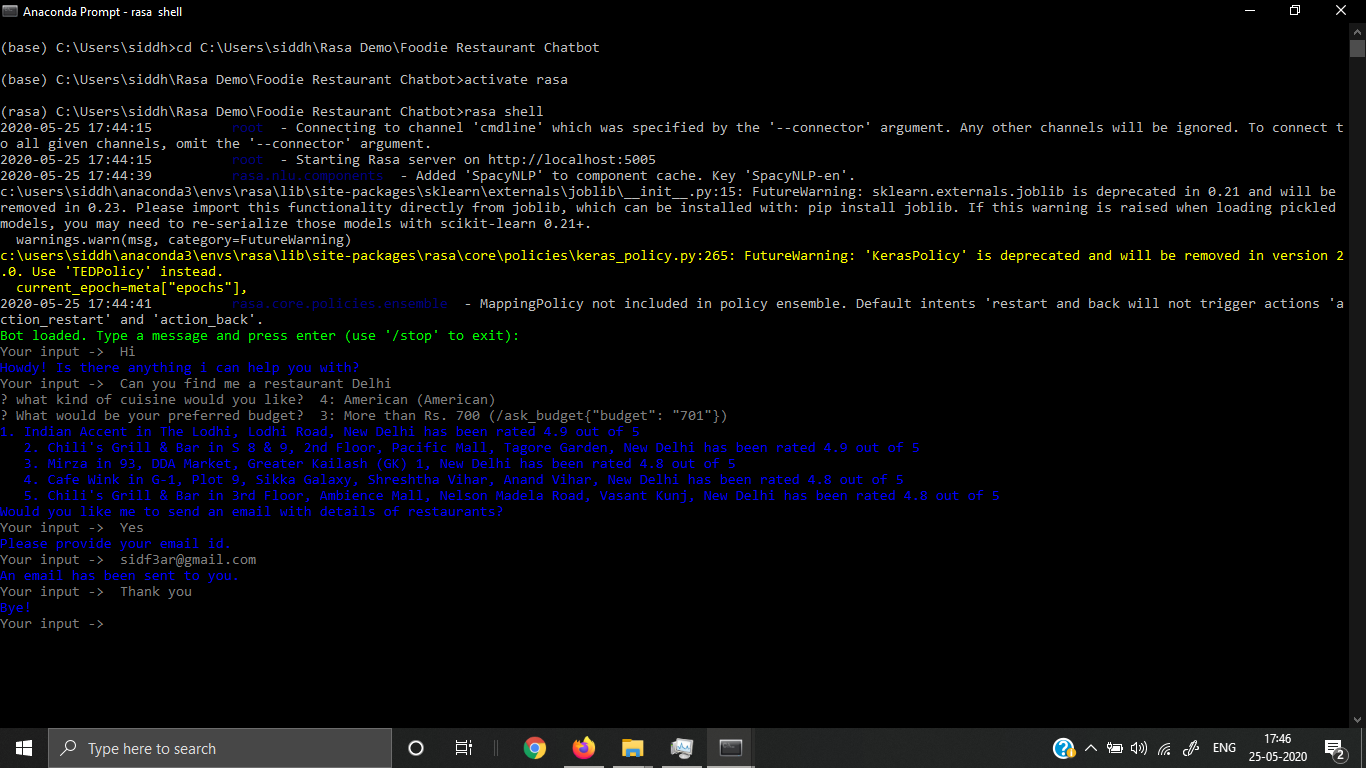 Anaconda Prompt - rasa shell
(base) C:\Users\siddh>cd C:\Users\siddh\Rasa Demo\Foodie Restaurant Chatbot
(base) C:\Users\siddh\Rasa Demo\Foodie Restaurant Chatbot>activate rasa
(rasa) C:\Users\siddh\Rasa Demo\Foodie Restaurant Chatbot>rasa shell
2020-05-25 17:44:15 root - Connecting to channel 'cmdline' which was specified by the '--connector' argument. Any other channels will be ignored. To connect t
o all given channels, omit the '--connector' argument.
2020-05-25 17:44:15 root - Starting Rasa server on http://localhost:5005
2020-05-25 17:44:39 rasa.nlu.components - Added 'SpacyNLP' to component cache. Key 'SpacyNLP-en'.
c:\users\siddh\anaconda3\envs\rasa\lib\site-packages\sklearn\externals\joblib\__init__.py:15: FutureWarning: sklearn.externals.joblib is deprecated in 0.21 and will be
removed in 0.23. Please import this functionality directly from joblib, which can be installed with: pip install joblib. If this warning is raised when loading pickled
models, you may need to re-serialize those models with scikit-learn 0.21+.
warnings.warn(msg, category=FutureWarning)
c:\users\siddh\anaconda3\envs\rasa\lib\site-packages\rasa\core\policies\keras_policy.py:265: FutureWarning: 'KerasPolicy' is deprecated and will be removed in version 2
.0. Use 'TEDPolicy' instead.
current_epoch=meta["epochs"],
2020-05-25 17:44:41 rasa.core.policies.ensemble - MappingPolicy not included in policy ensemble. Default intents 'restart and back will not trigger actions 'a
ction_restart' and 'action_back'.
Bot loaded. Type a message and press enter (use '/stop' to exit):
Your input -> Hi
Howdy! Is there anything i can help you with?
Your input -> Can you find me a restaurant Delhi
? what kind of cuisine would you like? 4: American (American)
? What would be your preferred budget? 3: More than Rs. 700 (/ask_budget{"budget": "701"})
1. Indian Accent in The Lodhi, Lodhi Road, New Delhi has been rated 4.9 out of 5
2. Chili's Grill & Bar in S 8 & 9, 2nd Floor, Pacific Mall, Tagore Garden, New Delhi has been rated 4.9 out of 5
3. Mirza in 93, DDA Market, Greater Kailash (GK) 1, New Delhi has been rated 4.8 out of 5
4. Cafe Wink in G-1, Plot 9, Sikka Galaxy, Shreshtha Vihar, Anand Vihar, New Delhi has been rated 4.8 out of 5
5. Chili's Grill & Bar in 3rd Floor, Ambience Mall, Nelson Madela Road, Vasant Kunj, New Delhi has been rated 4.8 out of 5
Would you like me to send an email with details of restaurants?
Your input -> Yes
Please provide your email id.
Your input -> sidf3ar@gmail.com
An email has been sent to you.
Your input -> Thank you
Bye!
Your input ->
Type here to search
ENG
17:46
25-05-2020
2